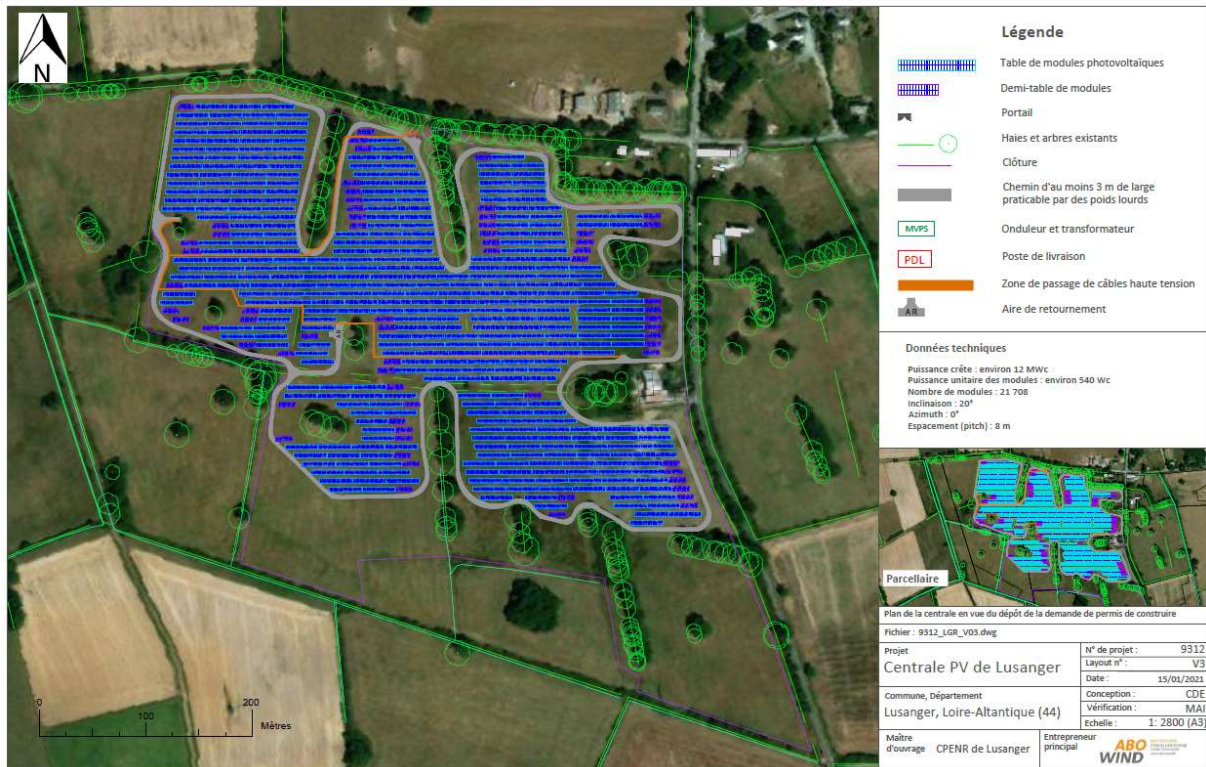 N
Légende
Table de modules photovoltaïques
Demi-table de modules
Portail
Haies et arbres existants
Clôture
Chemin d'au moins 3 m de large
praticable par des poids lourds
MVPS
Onduleur et transformateur
PDL
Poste de livraison
Zone de passage de câbles haute tension
AR
Aire de retournement
Données techniques
Puissance crête : environ 12 MWc
Puissance unitaire des modules : environ 540 Wc
Nombre de modules : 21 708
Inclinaison : 20°
Azimuth : 0°
Espacement (pitch) : 8 m
Parcellaire
Plan de la centrale en vue du dépôt de la demande de permis de construire
Fichier : 9312_LGR_V03.dwg
Projet
Centrale PV de Lusanger
N° de projet : 9312
Layout n° : V3
Date : 15/01/2021
Commune, Département
Lusanger, Loire-Altantique (44)
Conception : CDE
Vérification : MAI
Echelle : 1: 2800 (A3)
Maître
d'ouvrage CPENR de Lusanger
Entrepreneur
principal
ABO
WIND
0
100
200
Mètres